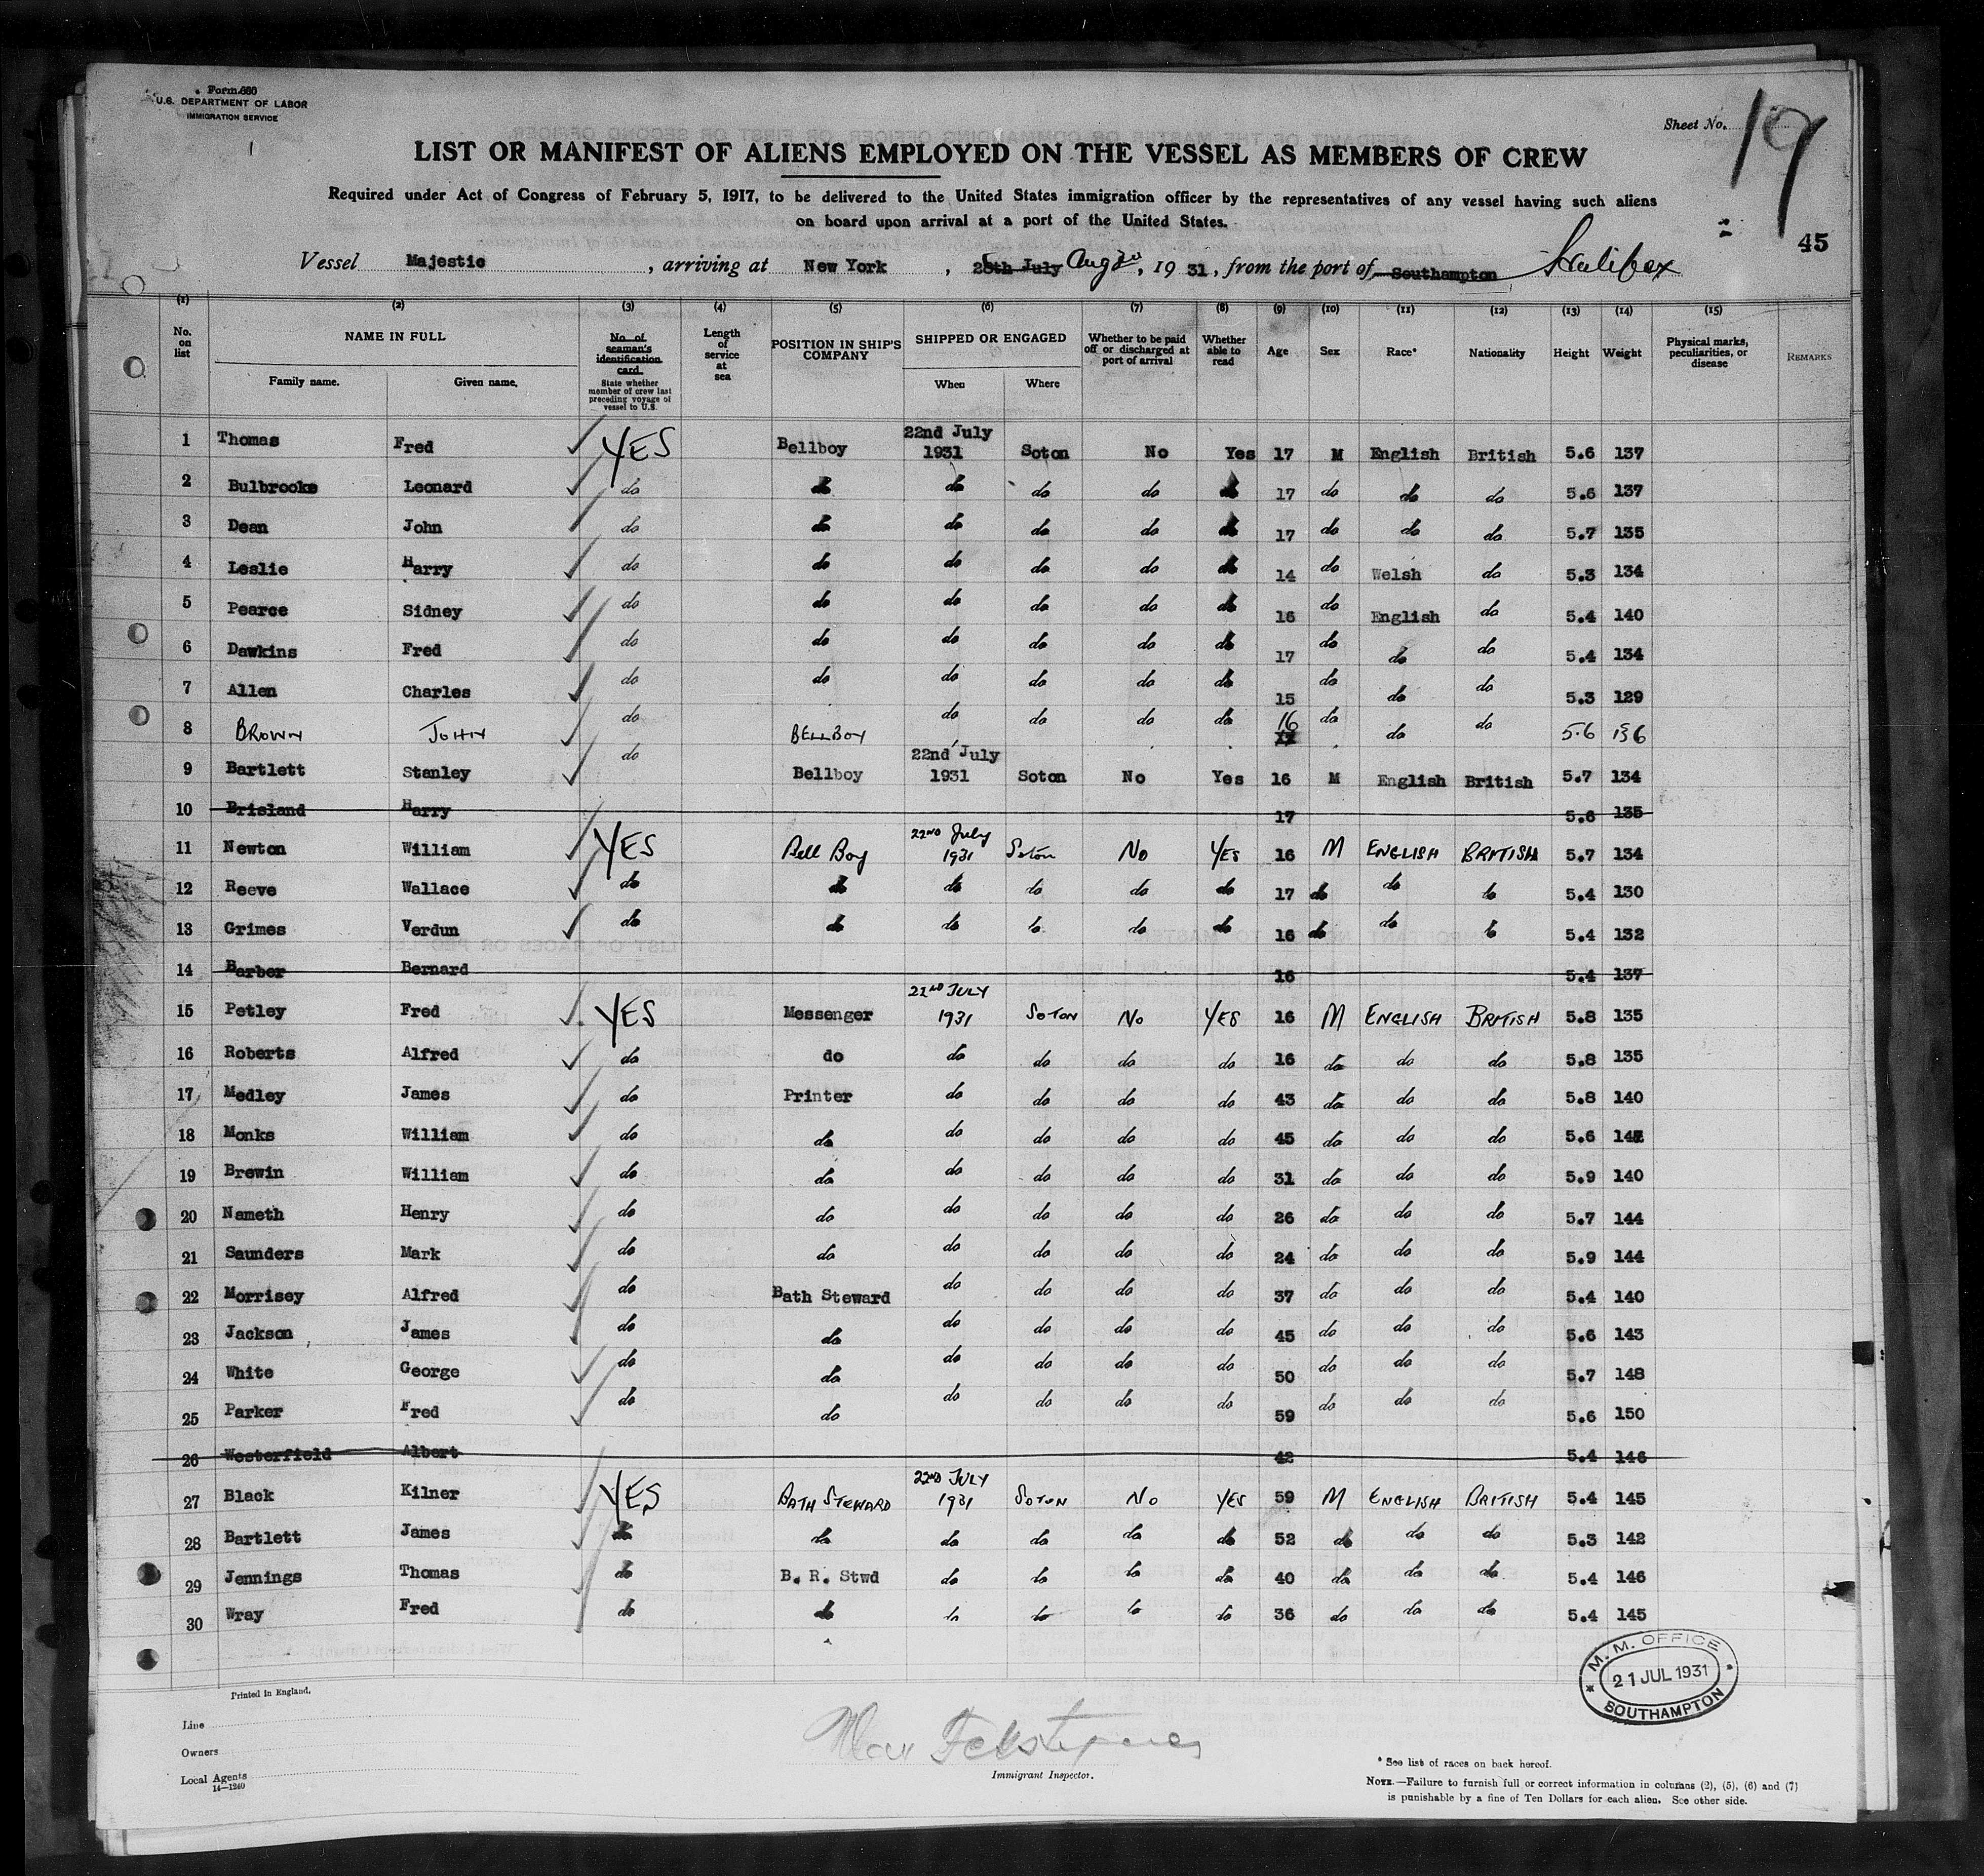 Form 680
U.S. DEPARTMENT OF LABOR
IMMIGRATION SERVICE
Sheet No. 19
LIST OR MANIFEST OF ALIENS EMPLOYED ON THE VESSEL AS MEMBERS OF CREW
Required under Act of Congress of February 5, 1917, to be delivered to the United States immigration officer by the representatives of any vessel having such aliens
on board upon arrival at a port of the United States.
45
Vessel Majestic, arriving at New York, 28th July Aug 2nd, 1931, from the port of Southampton Halifax
(1) (2) (3) (4) (5) (6) (7) (8) (9) (10) (11) (12) (13) (14) (15)
No. on list NAME IN FULL Family name. Given name. No. of seaman's identification card. State whether member of crew last preceding voyage of vessel to U.S. Length of service at sea POSITION IN SHIP'S COMPANY SHIPPED OR ENGAGED When Where Whether to be paid off or discharged at port of arrival Whether able to read Age Sex Race* Nationality Height Weight Physical marks, peculiarities, or disease REMARKS
1 Thomas Fred YES Bellboy 22nd July 1931 Soton No Yes 17 M English British 5.6 137
2 Bulbrooke Leonard do do do do do do 17 do do do 5.6 137
3 Dean John do do do do do do 17 do do do 5.7 135
4 Leslie Harry do do do do do do 14 do Welsh do 5.3 134
5 Pearce Sidney do do do do do do 16 do English do 5.4 140
6 Dawkins Fred do do do do do do 17 do do do 5.4 134
7 Allen Charles do do do do do do 15 do do do 5.3 129
8 BROWN JOHN do BELLBOY do do do do 16 do do do 5.6 136
9 Bartlett Stanley do Bellboy 22nd July 1931 Soton No Yes 16 M English British 5.7 134
10 Brisland Harry 17 5.6 135
11 Newton William YES Bell Boy 22ND July 1931 Soton No YES 16 M ENGLISH BRITISH 5.7 134
12 Reeve Wallace do do do do do do 17 do do do 5.4 130
13 Grimes Verdun do do do do do do 16 do do do 5.4 132
14 Barber Bernard 16 5.4 137
15 Petley Fred YES Messenger 22ND JULY 1931 SOTON No YES 16 M ENGLISH BRITISH 5.8 135
16 Roberts Alfred do do do do do do 16 do do do 5.8 135
17 Medley James do Printer do do do do 43 do do do 5.8 140
18 Monks William do do do do do do 45 do do do 5.6 142
19 Brewin William do do do do do do 31 do do do 5.9 140
20 Nameth Henry do do do do do do 26 do do do 5.7 144
21 Saunders Mark do do do do do do 24 do do do 5.9 144
22 Morrisey Alfred do Bath Steward do do do do 37 do do do 5.4 140
23 Jackson James do do do do do do 45 do do do 5.6 143
24 White George do do do do do do 50 do do do 5.7 148
25 Parker Fred do do do do do do 59 do do do 5.6 150
26 Westerfield Albert 42 5.4 146
27 Black Kilner YES BATH STEWARD 22ND JULY 1931 SOTON No YES 59 M ENGLISH BRITISH 5.4 145
28 Bartlett James do do do do do do 52 do do do 5.3 142
29 Jennings Thomas do B. R. Stwd do do do do 40 do do do 5.4 146
30 Wray Fred do do do do do do 36 do do do 5.4 145
M. M. OFFICE
21 JUL 1931
SOUTHAMPTON
Printed in England.
Line
Owners
Local Agents
14—1240
Immigrant Inspector.
* See list of races on back hereof.
NOTE.—Failure to furnish full or correct information in columns (2), (5), (6) and (7)
is punishable by a fine of Ten Dollars for each alien. See other side.